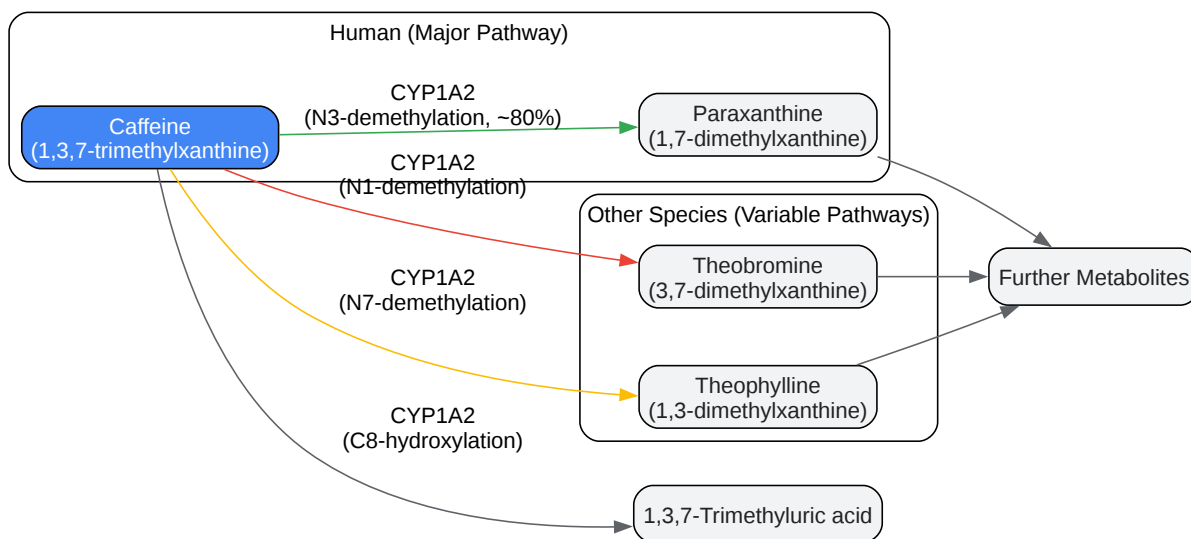 Human (Major Pathway)
CYP1A2
(N3-demethylation, ~80%)
Caffeine
(1,3,7-trimethylxanthine)
Paraxanthine
(1,7-dimethylxanthine)
CYP1A2
(N1-demethylation)
Other Species (Variable Pathways)
Theobromine
(3,7-dimethylxanthine)
Further Metabolites
CYP1A2
(N7-demethylation)
Theophylline
(1,3-dimethylxanthine)
CYP1A2
(C8-hydroxylation)
1,3,7-Trimethyluric acid